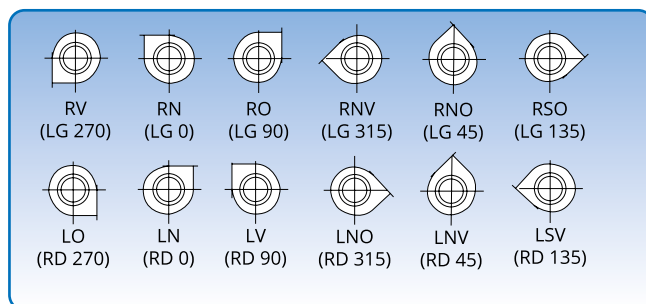 RV RN RO RNV RNO RSO
(LG 270) (LG 0) (LG 90) (LG 315) (LG 45) (LG 135)
LO LN LV LNO LNV LSV
(RD 270) (RD 0) (RD 90) (RD 315) (RD 45) (RD 135)